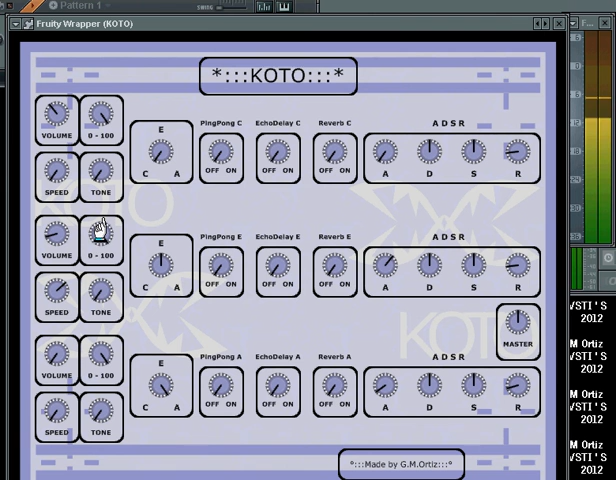 Pattern 1
SWING
Fruity Wrapper (KOTO)
F...
*:::KOTO:::*
VOLUME
0 - 100
SPEED
TONE
E
C A
PingPong C
OFF ON
EchoDelay C
OFF ON
Reverb C
OFF ON
A D S R
A D S R
KOTO
VOLUME
0 - 100
SPEED
TONE
E
C A
PingPong E
OFF ON
EchoDelay E
OFF ON
Reverb E
OFF ON
A D S R
A D S R
KOTO
MASTER
VOLUME
0 - 100
SPEED
TONE
E
C A
PingPong A
OFF ON
EchoDelay A
OFF ON
Reverb A
OFF ON
A D S R
A D S R
*:::Made by G.M.Ortiz:::*
VSTI'S
2012
M Ortiz
VSTI'S
2012
M Ortiz
VSTI'S
2012
M Ortiz
VSTI'S
2012